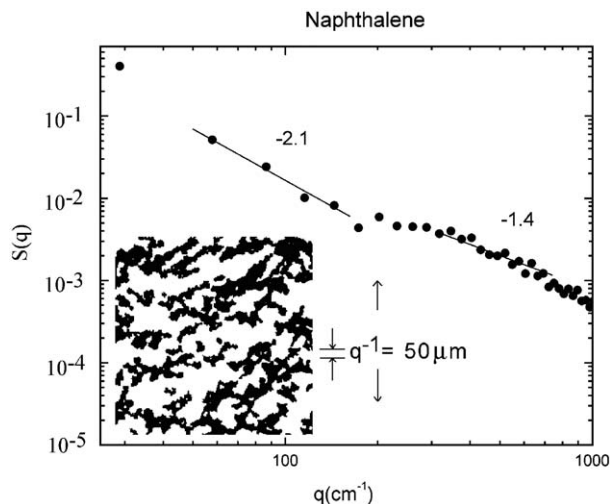 Naphthalene
10⁻¹
10⁻²
10⁻³
10⁻⁴
10⁻⁵
S(q)
-2.1
-1.4
q⁻¹ = 50 μm
100
1000
q(cm⁻¹)